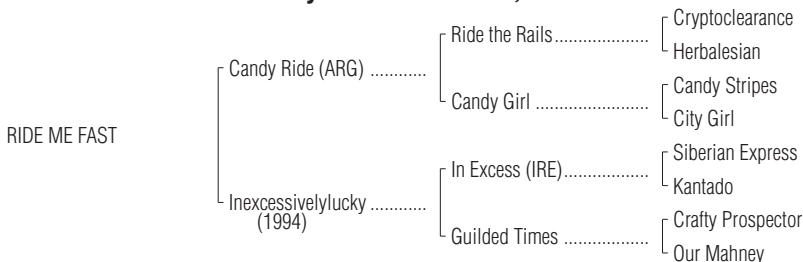 Cryptoclearance
Ride the Rails....................
Herbalesian
Candy Ride (ARG) ............
Candy Stripes
Candy Girl ........................
City Girl
RIDE ME FAST
Siberian Express
In Excess (IRE)..................
Kantado
Inexcessivelylucky ............
(1994)
Crafty Prospector
Guilded Times ..................
Our Mahney